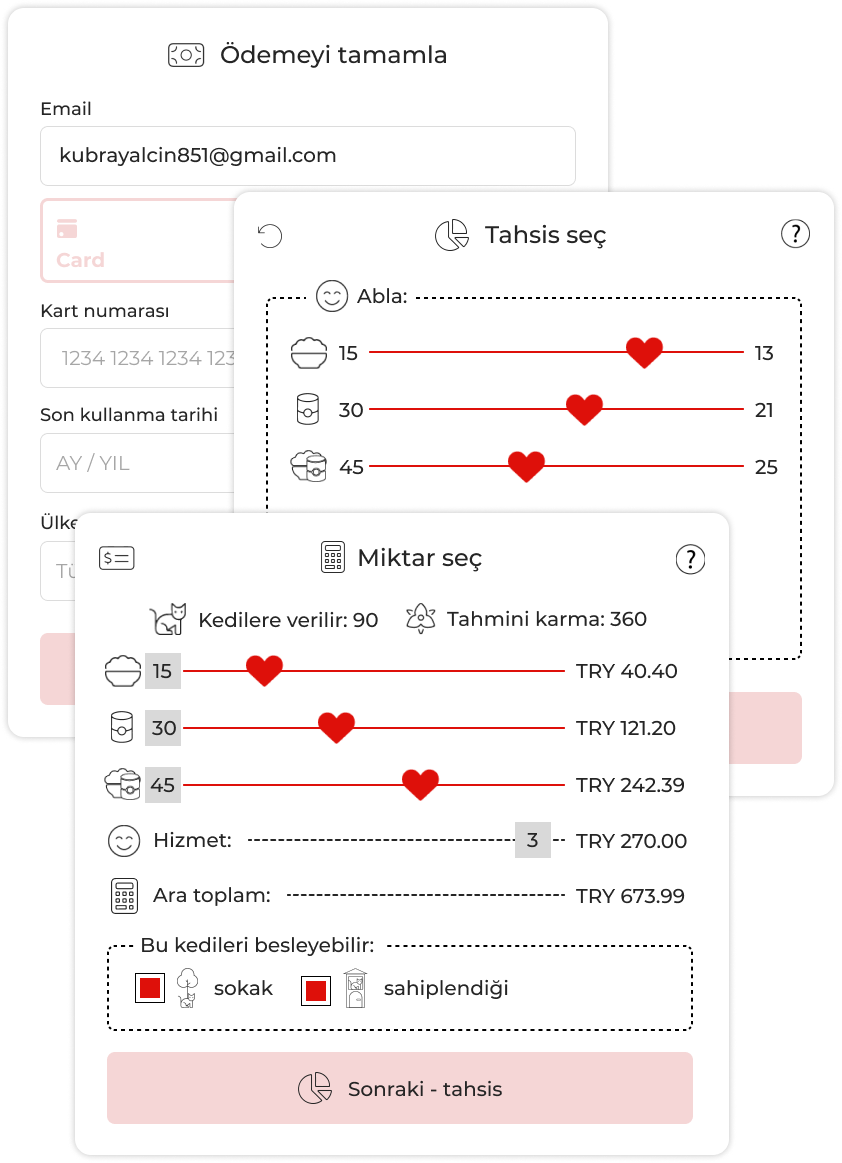 Ödemeyi tamamla
Email
kubrayalcin851@gmail.com
Card
Kart numarası
1234 1234 1234 123
Son kullanma tarihi
AY / YIL
Ülke
Tü
Tahsis seç
?
Abla:
15 13
30 21
45 25
$
Miktar seç
?
Kedilere verilir: 90 Tahmini karma: 360
15 TRY 40.40
30 TRY 121.20
45 TRY 242.39
Hizmet: 3 TRY 270.00
Ara toplam: TRY 673.99
Bu kedileri besleyebilir:
sokak sahiplendiği
Sonraki - tahsis